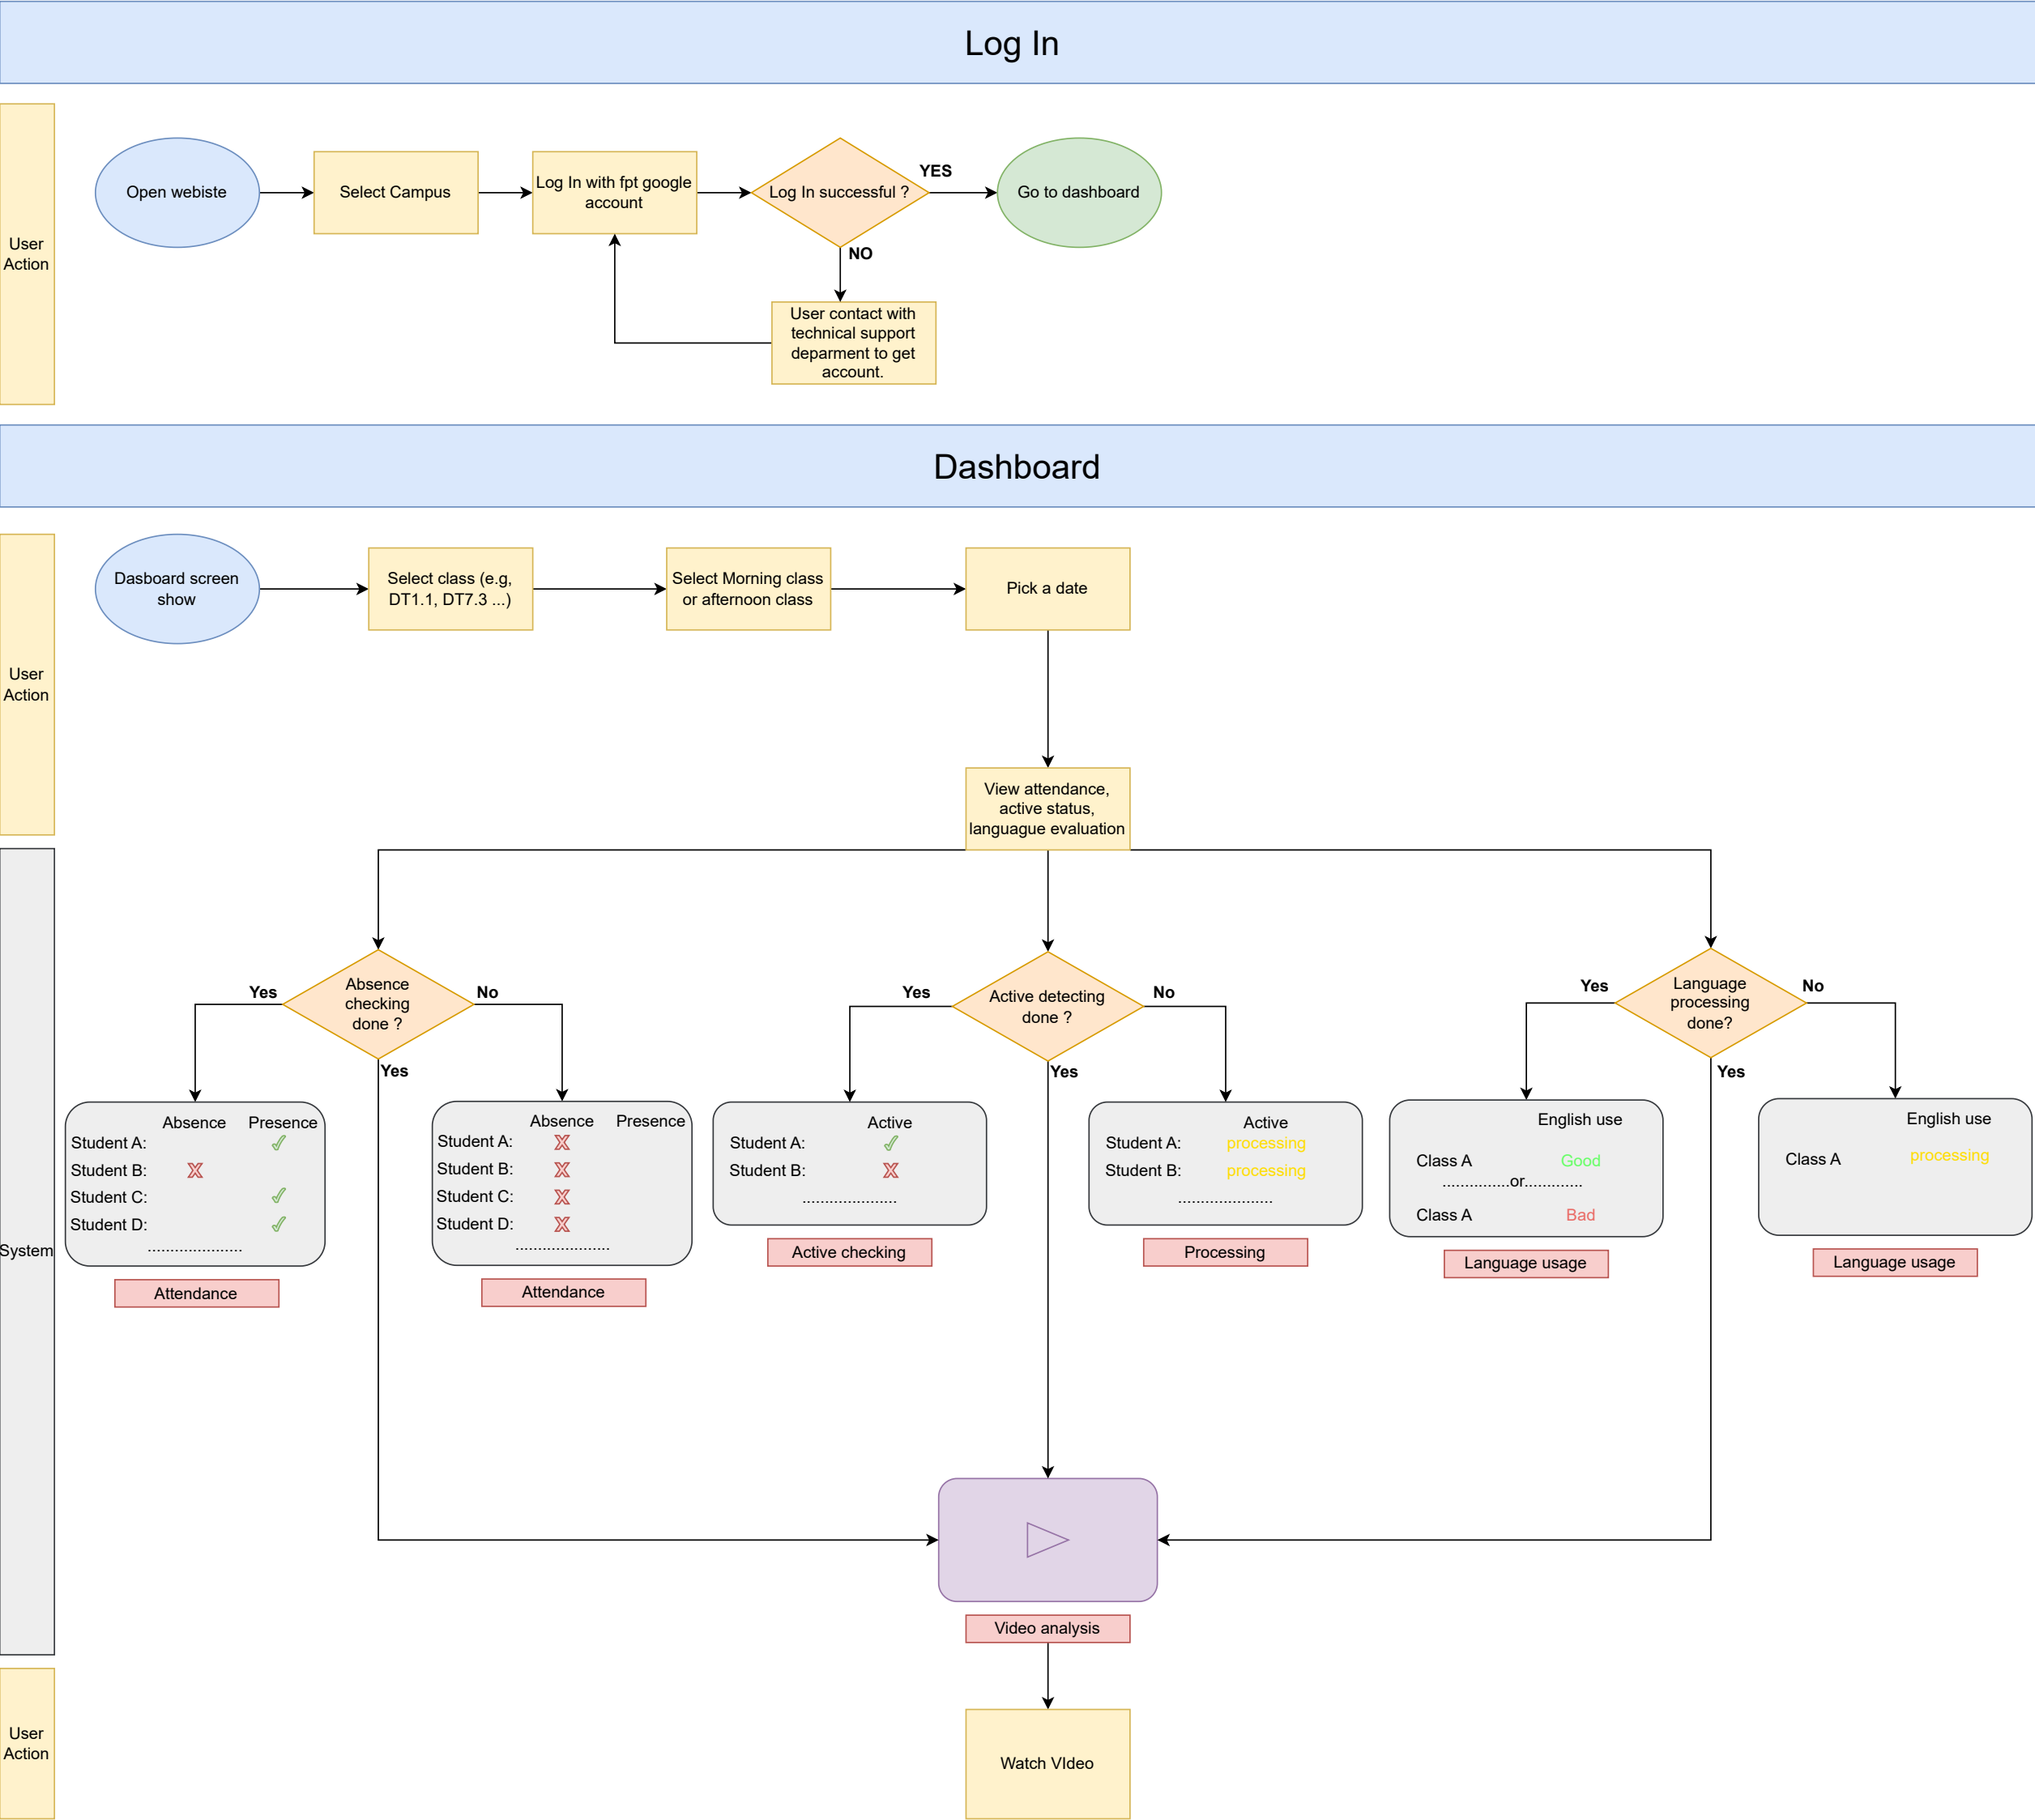 Log In
User
Action
Open webiste
Select Campus
Log In with fpt google
account
Log In successful ?
YES
Go to dashboard
NO
User contact with
technical support
deparment to get
account.
Dashboard
User
Action
Dasboard screen
show
Select class (e.g,
DT1.1, DT7.3 ...)
Select Morning class
or afternoon class
Pick a date
View attendance,
active status,
languague evaluation
System
Yes
Absence
checking
done ?
No
Yes
Yes
Active detecting
done ?
No
Yes
Yes
Language
processing
done?
No
Yes
Absence Presence
Student A: ✓
Student B: X
Student C: ✓
Student D: ✓
.....................
Attendance
Absence Presence
Student A: X
Student B: X
Student C: X
Student D: X
.....................
Attendance
Active
Student A: ✓
Student B: X
.....................
Active checking
Active
Student A: processing
Student B: processing
.....................
Processing
English use
Class A Good
...............or.............
Class A Bad
Language usage
English use
Class A processing
Language usage
Video analysis
User
Action
Watch VIdeo